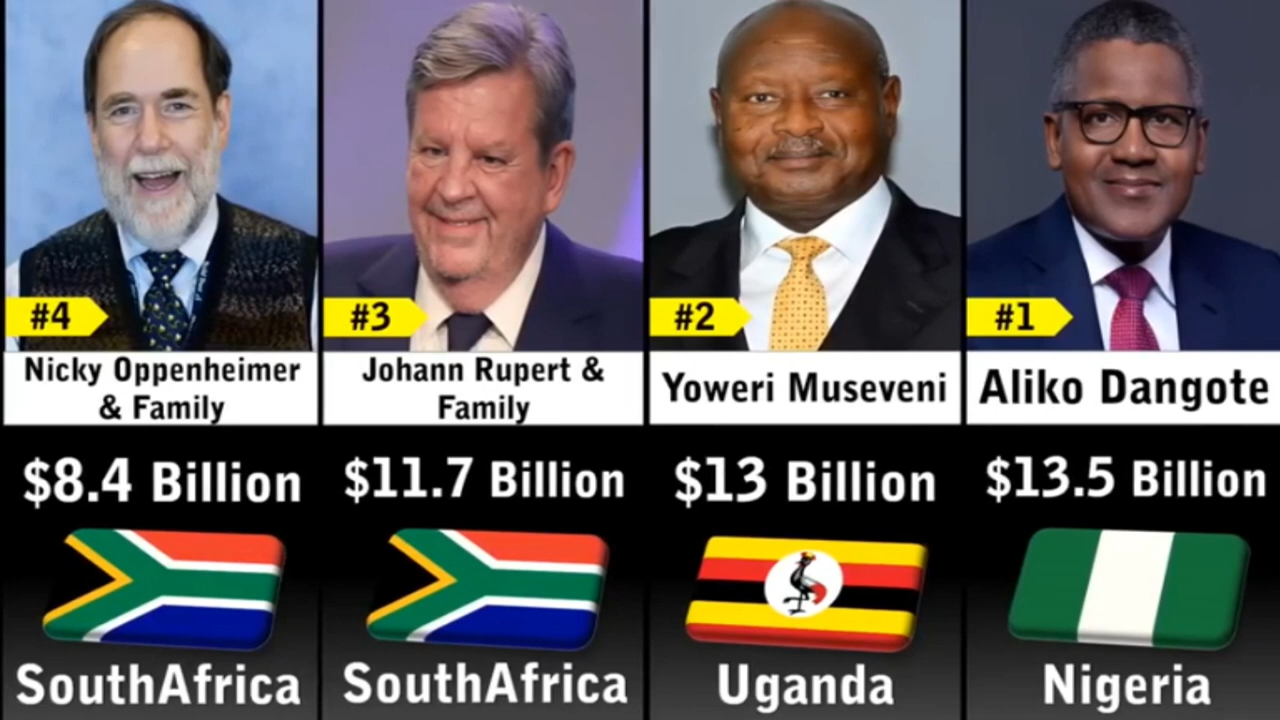 #4
#3
#2
#1
Nicky Oppenheimer
& Family
Johann Rupert &
Family
Yoweri Museveni
Aliko Dangote
$8.4 Billion
$11.7 Billion
$13 Billion
$13.5 Billion
SouthAfrica
SouthAfrica
Uganda
Nigeria